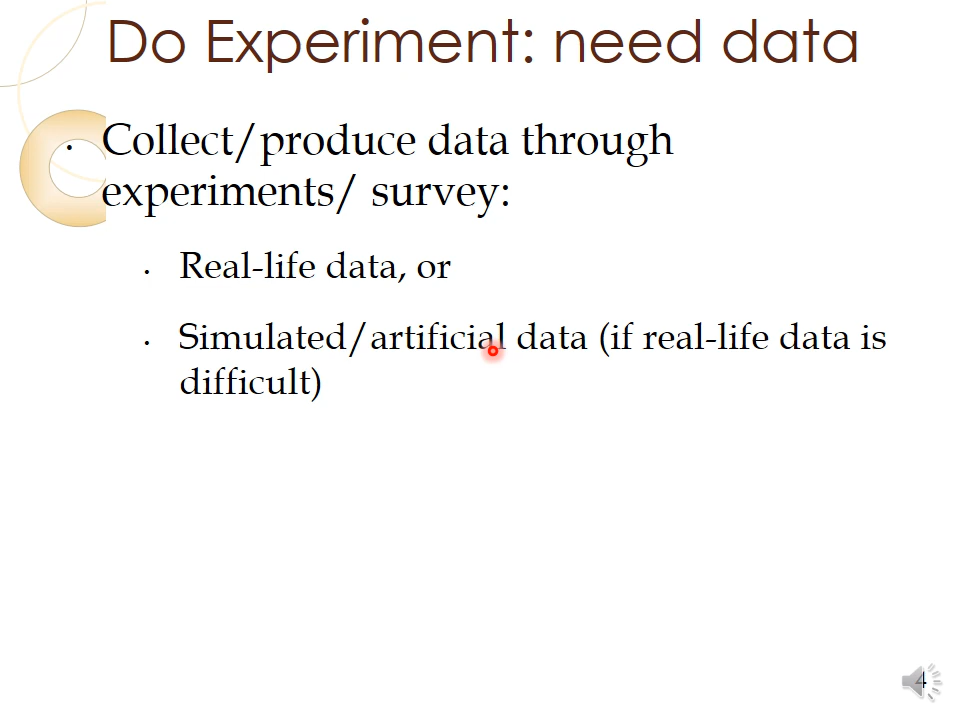 Do Experiment: need data
• Collect/produce data through
experiments/ survey:
• Real-life data, or
• Simulated/artificial data (if real-life data is
difficult)
4